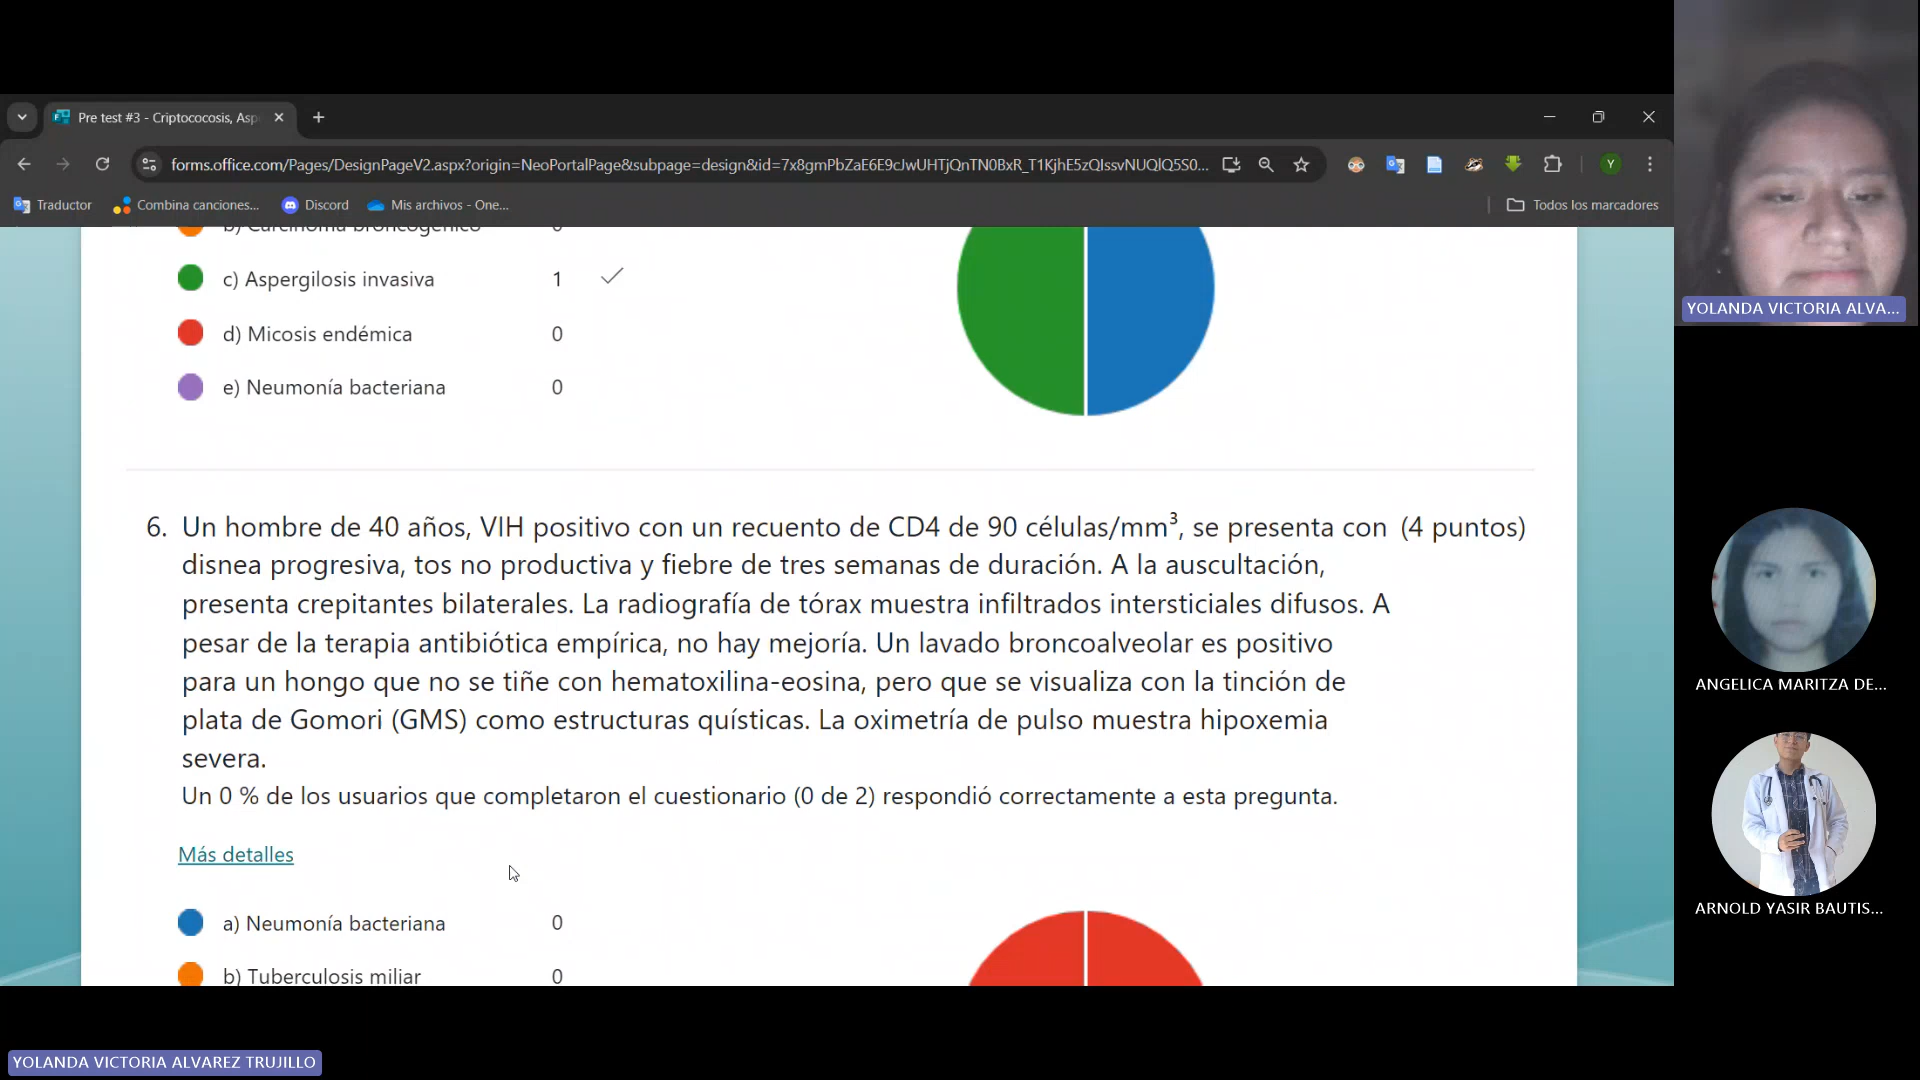 Pre test #3 - Criptococosis, Asp
forms.office.com/Pages/DesignPageV2.aspx?origin=NeoPortalPage&subpage=design&id=7x8gmPbZaE6E9cJwUHTjQnTN0BxR_T1KjhE5zQIssvNUQlQ5S0...
Y
Traductor
Combina canciones...
Discord
Mis archivos - One...
Todos los marcadores
b) Carcinoma broncogénico 0
c) Aspergilosis invasiva 1
d) Micosis endémica 0
e) Neumonía bacteriana 0
6. Un hombre de 40 años, VIH positivo con un recuento de CD4 de 90 células/mm³, se presenta con (4 puntos)
disnea progresiva, tos no productiva y fiebre de tres semanas de duración. A la auscultación,
presenta crepitantes bilaterales. La radiografía de tórax muestra infiltrados intersticiales difusos. A
pesar de la terapia antibiótica empírica, no hay mejoría. Un lavado broncoalveolar es positivo
para un hongo que no se tiñe con hematoxilina-eosina, pero que se visualiza con la tinción de
plata de Gomori (GMS) como estructuras quísticas. La oximetría de pulso muestra hipoxemia
severa.
Un 0 % de los usuarios que completaron el cuestionario (0 de 2) respondió correctamente a esta pregunta.
Más detalles
a) Neumonía bacteriana 0
b) Tuberculosis miliar 0
YOLANDA VICTORIA ALVA...
ANGELICA MARITZA DE...
ARNOLD YASIR BAUTIS...
YOLANDA VICTORIA ALVAREZ TRUJILLO